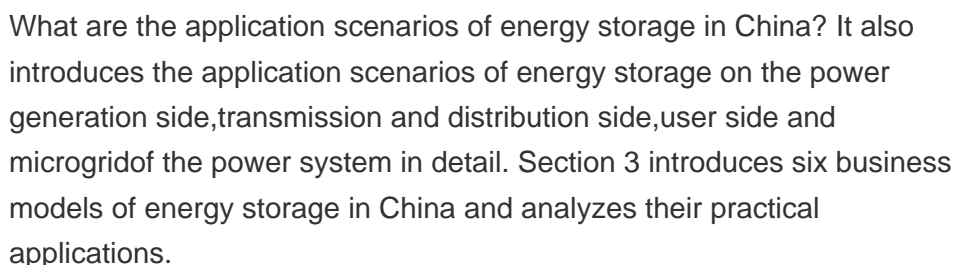 What are the application scenarios of energy storage in China? It also
introduces the application scenarios of energy storage on the power
generation side,transmission and distribution side,user side and
microgridof the power system in detail. Section 3 introduces six business
models of energy storage in China and analyzes their practical
applications.